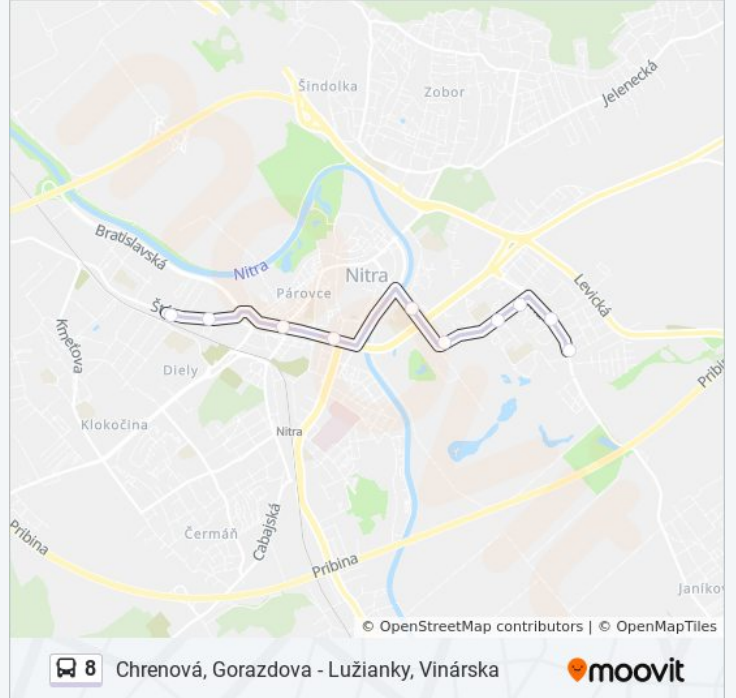 Šindolka
Zobor
Jelenecká
Bratislavská
Nitra
Nitra
Levická
Párovce
Kmeťova
Diely
Pribina
Klokočina
Nitra
Čermáň
Cabajská
Pribina
Pribina
Janíkov
© OpenStreetMap contributors | © OpenMapTiles
8 Chrenová, Gorazdova - Lužianky, Vinárska
moovit